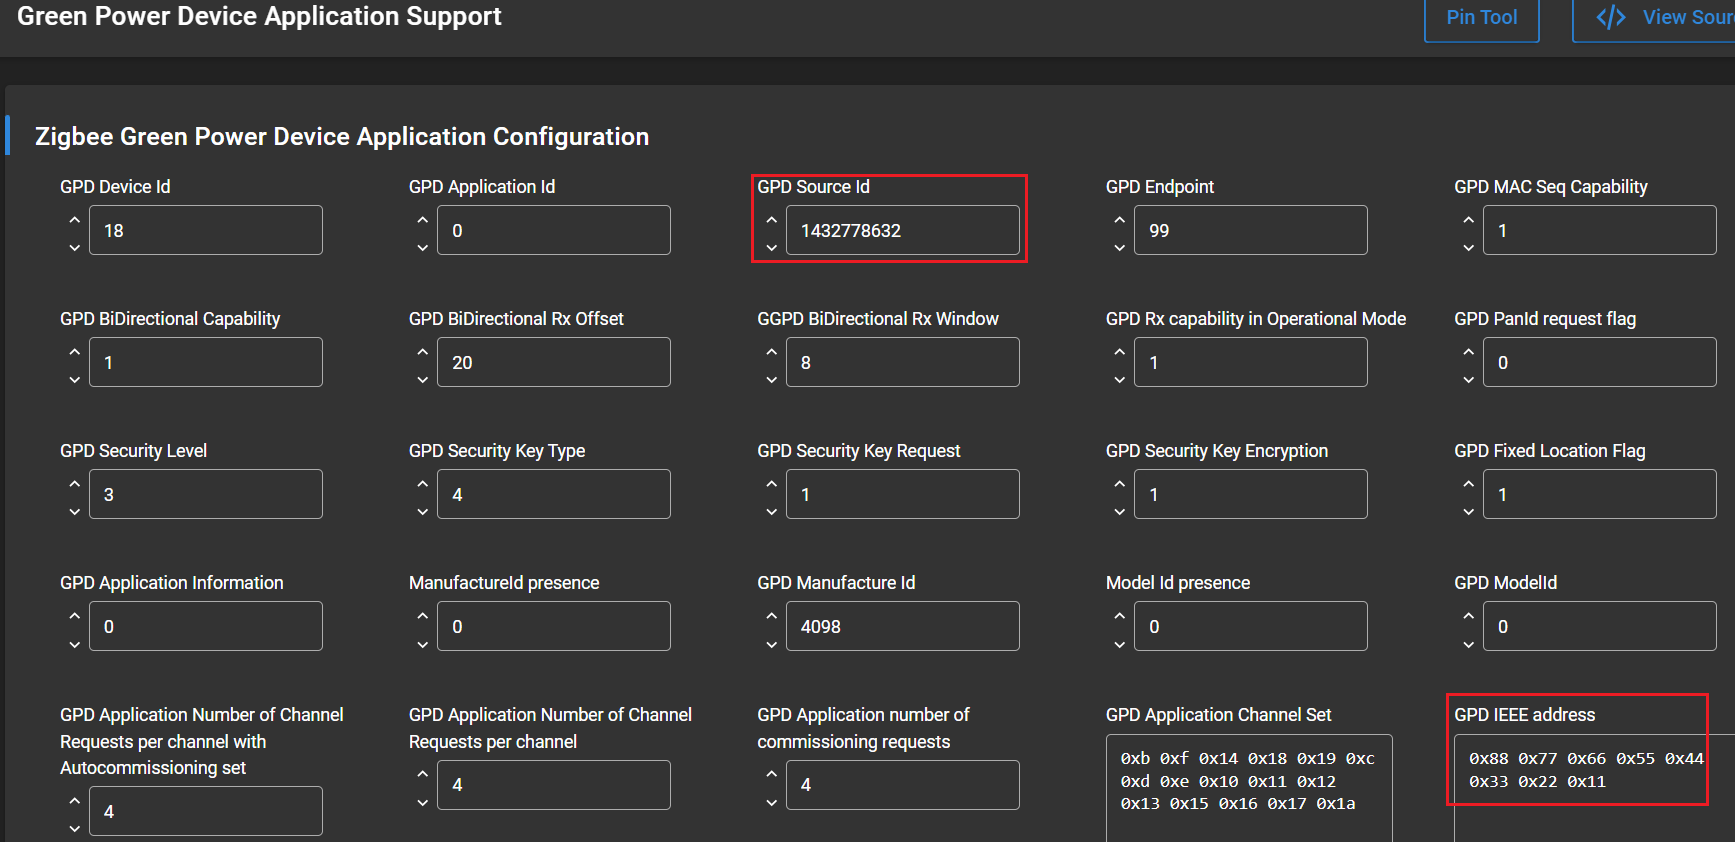 Green Power Device Application Support
Pin Tool
</> View Sour
Zigbee Green Power Device Application Configuration
GPD Device Id
GPD Application Id
GPD Source Id
GPD Endpoint
GPD MAC Seq Capability
18
0
1432778632
99
1
GPD BiDirectional Capability
GPD BiDirectional Rx Offset
GGPD BiDirectional Rx Window
GPD Rx capability in Operational Mode
GPD PanId request flag
1
20
8
1
0
GPD Security Level
GPD Security Key Type
GPD Security Key Request
GPD Security Key Encryption
GPD Fixed Location Flag
3
4
1
1
1
GPD Application Information
ManufactureId presence
GPD Manufacture Id
Model Id presence
GPD ModelId
0
0
4098
0
0
GPD Application Number of Channel
Requests per channel with
Autocommissioning set
4
GPD Application Number of Channel
Requests per channel
4
GPD Application number of
commissioning requests
4
GPD Application Channel Set
0xb 0xf 0x14 0x18 0x19 0xc
0xd 0xe 0x10 0x11 0x12
0x13 0x15 0x16 0x17 0x1a
GPD IEEE address
0x88 0x77 0x66 0x55 0x44
0x33 0x22 0x11